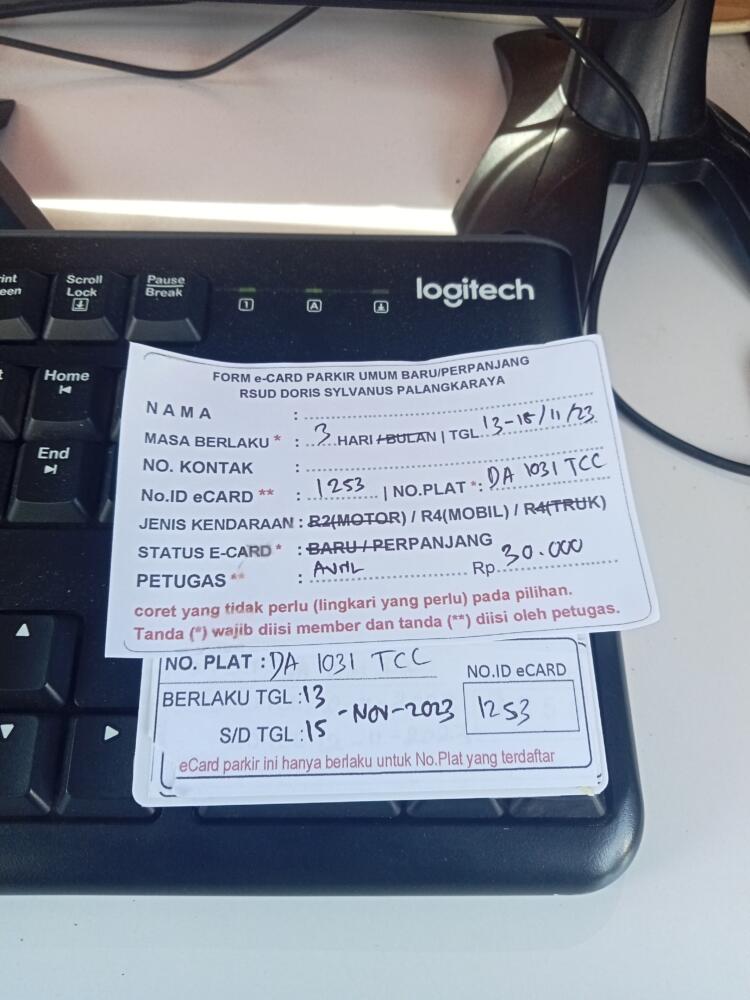 Scroll Lock
Pause Break
1
A
logitech
Home
End
FORM e-CARD PARKIR UMUM BARU/PERPANJANG
RSUD DORIS SYLVANUS PALANGKARAYA
NAMA :
MASA BERLAKU * : 3 HARI / BULAN | TGL 13-15/11/23
NO. KONTAK :
No.ID eCARD ** : 1253 | NO.PLAT *: DA 1031 TCC
JENIS KENDARAAN : R2(MOTOR) / R4(MOBIL) / R4(TRUK)
STATUS E-CARD * : BARU / PERPANJANG
PETUGAS ** : Rp. 30.000
coret yang tidak perlu (lingkari yang perlu) pada pilihan.
Tanda (*) wajib diisi member dan tanda (**) diisi oleh petugas.
NO. PLAT : DA 1031 TCC
NO.ID eCARD
BERLAKU TGL : 13
S/D TGL : 15 -NOV-2023
1253
eCard parkir ini hanya berlaku untuk No.Plat yang terdaftar